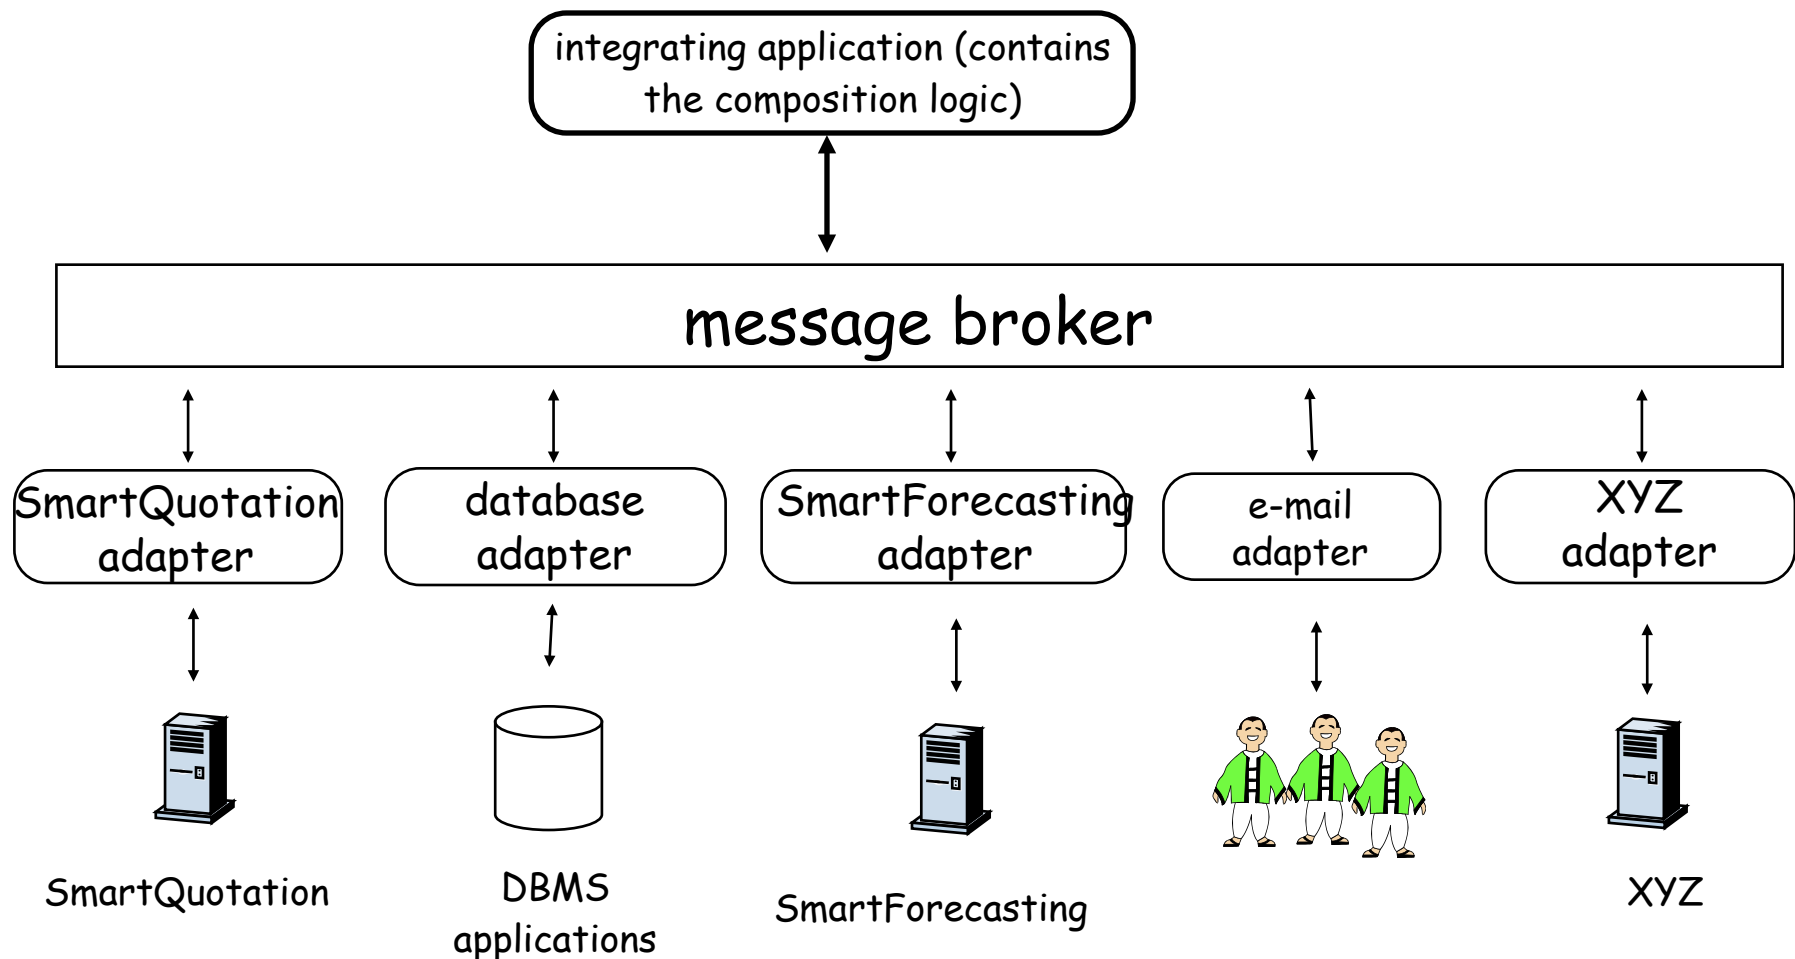 integrating application (contains
the composition logic)
message broker
SmartQuotation
adapter
database
adapter
SmartForecasting
adapter
e-mail
adapter
XYZ
adapter
SmartQuotation
DBMS
applications
SmartForecasting
XYZ